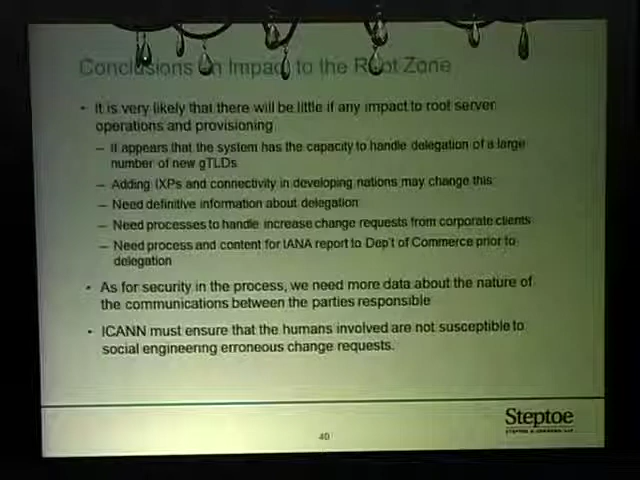 Conclusions on Impact to the Root Zone
• It is very likely that there will be little if any impact to root server
operations and provisioning
– It appears that the system has the capacity to handle delegation of a large
number of new gTLDs
– Adding IXPs and connectivity in developing nations may change this
– Need definitive information about delegation
– Need processes to handle increase change requests from corporate clients
– Need process and content for IANA report to Dep't of Commerce prior to
delegation
• As for security in the process, we need more data about the nature of
the communications between the parties responsible
• ICANN must ensure that the humans involved are not susceptible to
social engineering erroneous change requests.
Steptoe
STEPTOE & JOHNSON LLP
40